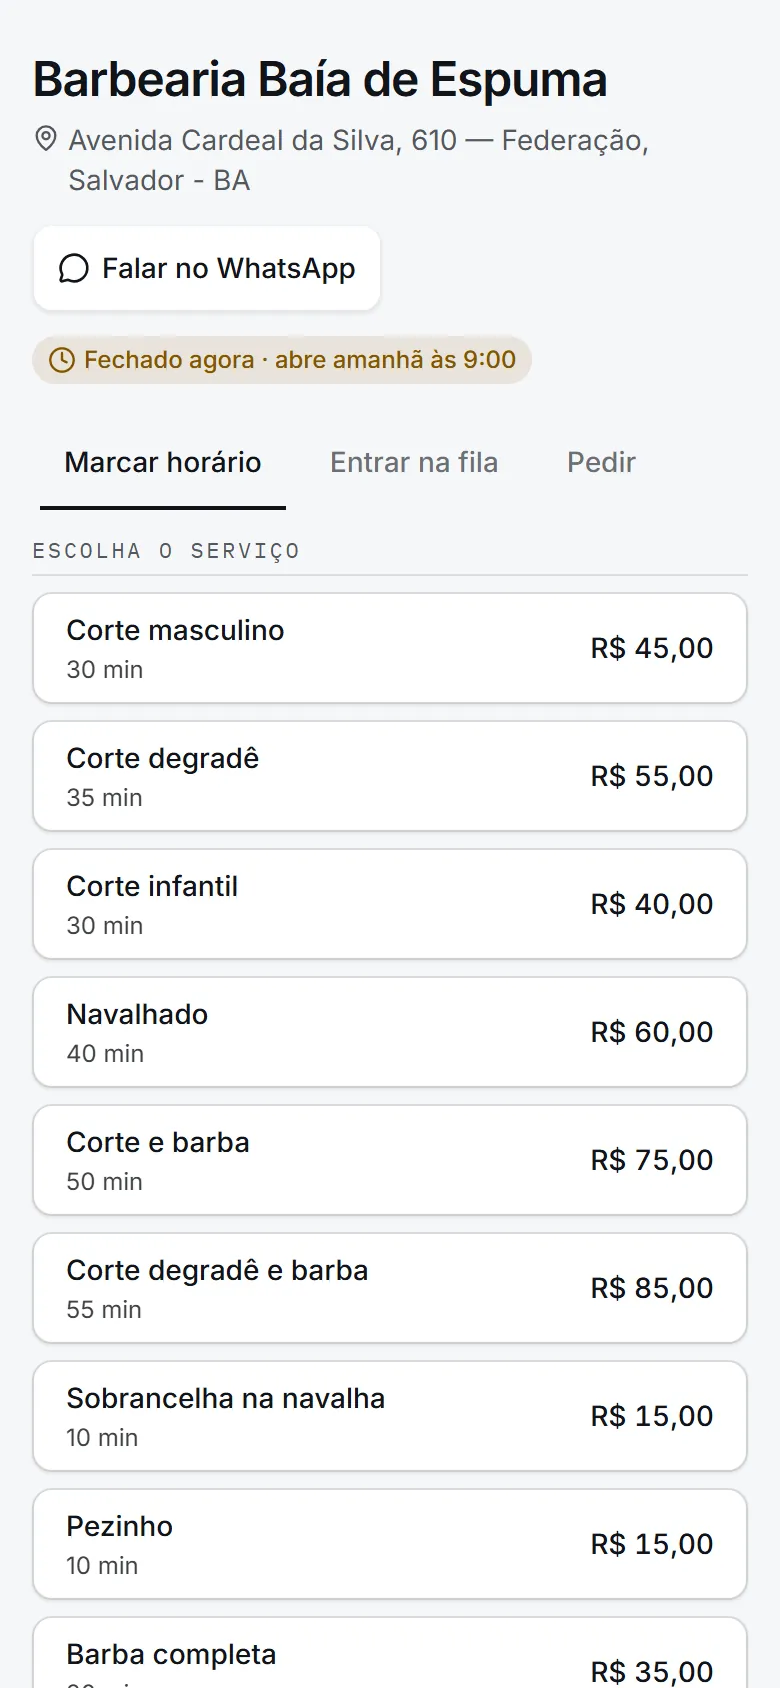 Barbearia Baía de Espuma
Avenida Cardeal da Silva, 610 — Federação,
Salvador - BA
Falar no WhatsApp
Fechado agora · abre amanhã às 9:00
Marcar horário
Entrar na fila
Pedir
ESCOLHA O SERVIÇO
Corte masculino
R$ 45,00
30 min
Corte degradê
R$ 55,00
35 min
Corte infantil
R$ 40,00
30 min
Navalhado
R$ 60,00
40 min
Corte e barba
R$ 75,00
50 min
Corte degradê e barba
R$ 85,00
55 min
Sobrancelha na navalha
R$ 15,00
10 min
Pezinho
R$ 15,00
10 min
Barba completa
R$ 35,00